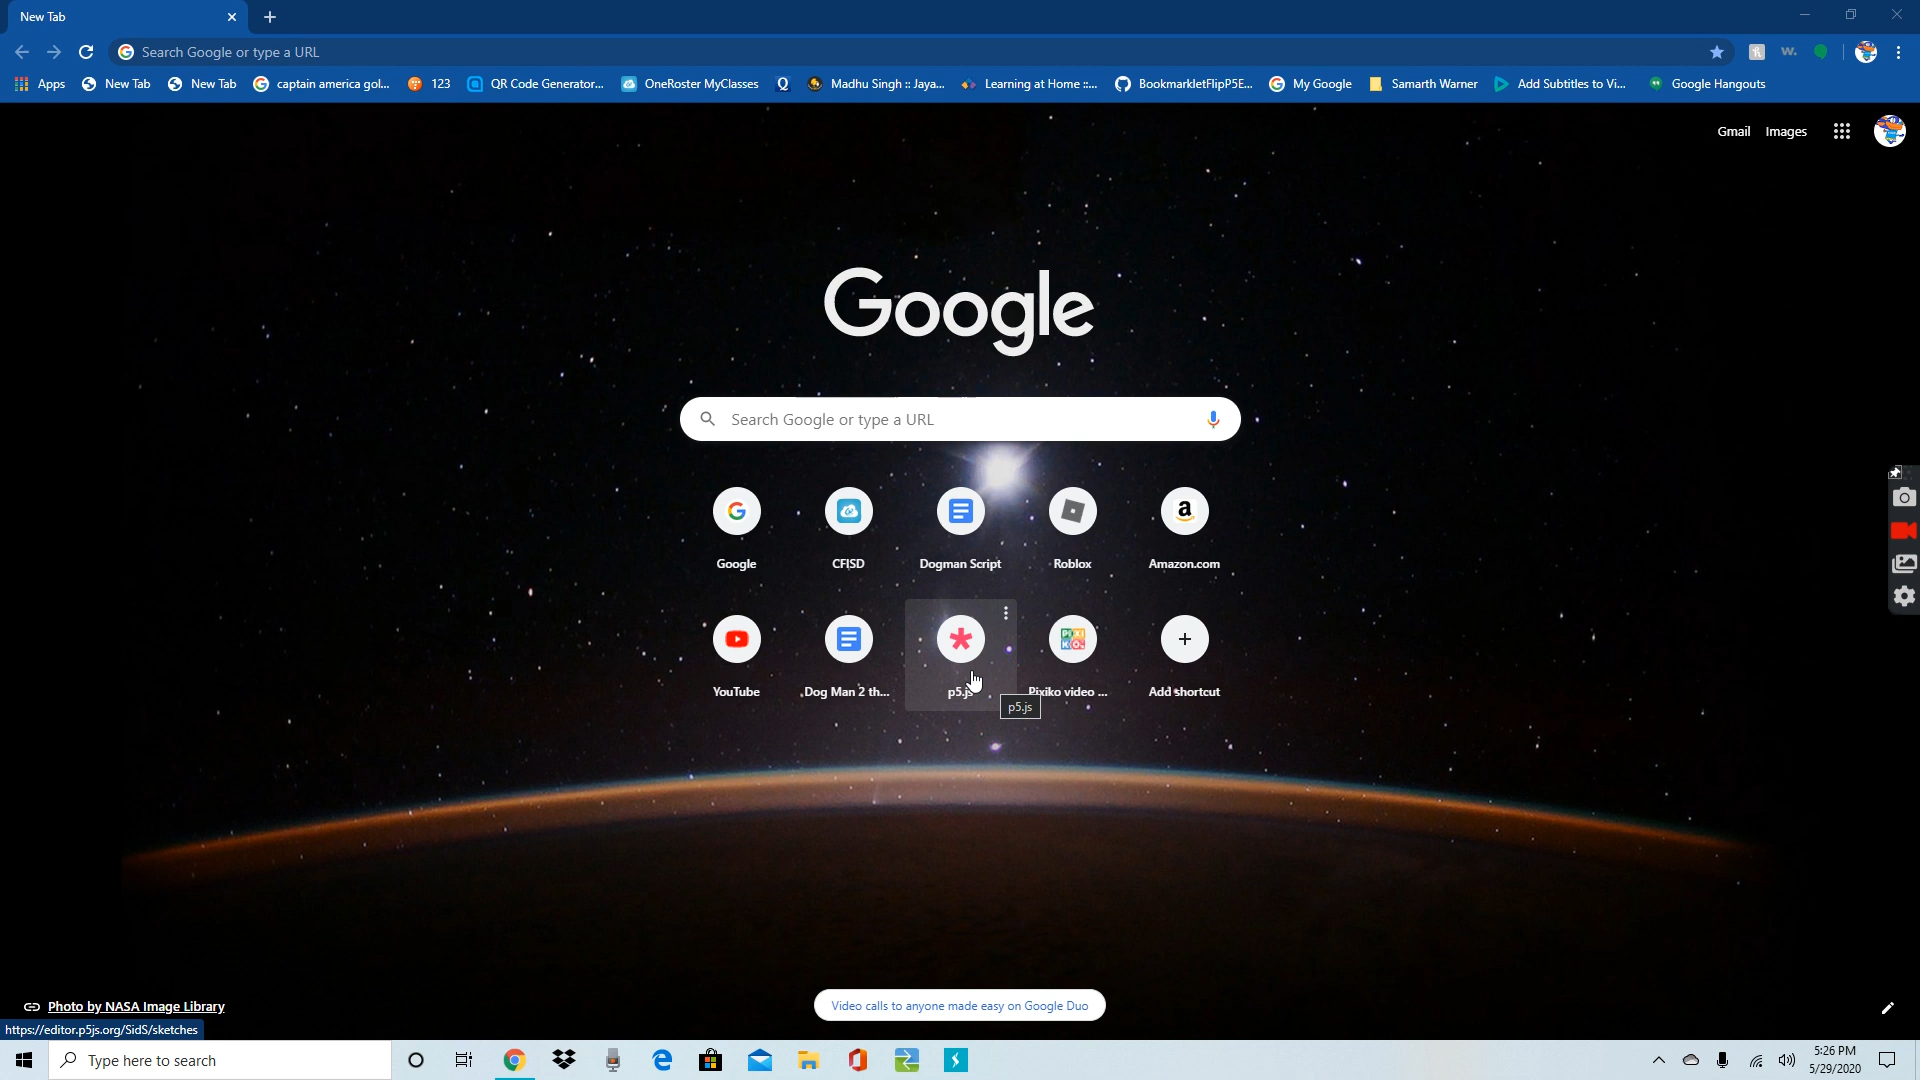 New Tab
Search Google or type a URL
Apps New Tab New Tab captain america gol... 123 QR Code Generator... OneRoster MyClasses Madhu Singh :: Jaya... Learning at Home ::... BookmarkletFlipP5E... My Google Samarth Warner Add Subtitles to Vi... Google Hangouts
Gmail Images
Google
Search Google or type a URL
Google CFISD Dogman Script Roblox Amazon.com
YouTube Dog Man 2 th... p5.js Pixiko video ... Add shortcut
p5.js
Photo by NASA Image Library
Video calls to anyone made easy on Google Duo
https://editor.p5js.org/SidS/sketches
Type here to search
5:26 PM
5/29/2020